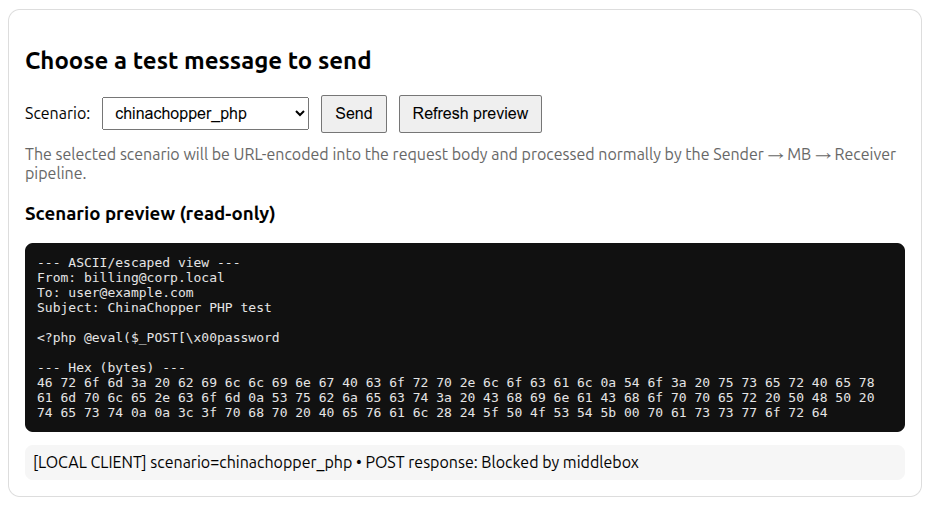 Choose a test message to send
Scenario: chinachopper_php Send Refresh preview
The selected scenario will be URL-encoded into the request body and processed normally by the Sender → MB → Receiver
pipeline.
Scenario preview (read-only)
--- ASCII/escaped view ---
From: billing@corp.local
To: user@example.com
Subject: ChinaChopper PHP test
<?php @eval($_POST[\x00password
--- Hex (bytes) ---
46 72 6f 6d 3a 20 62 69 6c 6c 69 6e 67 40 63 6f 72 70 2e 6c 6f 63 61 6c 0a 54 6f 3a 20 75 73 65 72 40 65 78
61 6d 70 6c 65 2e 63 6f 6d 0a 53 75 62 6a 65 63 74 3a 20 43 68 69 6e 61 43 68 6f 70 70 65 72 20 50 48 50 20
74 65 73 74 0a 0a 3c 3f 70 68 70 20 40 65 76 61 6c 28 24 5f 50 4f 53 54 5b 00 70 61 73 73 77 6f 72 64
[LOCAL CLIENT] scenario=chinachopper_php • POST response: Blocked by middlebox